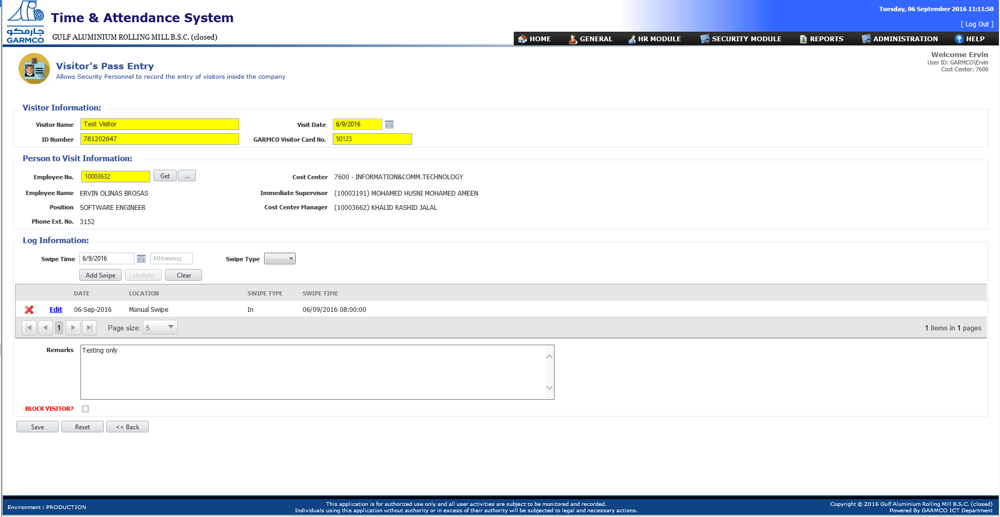 Tuesday, 06 September 2016 11:11:50
Time & Attendance System
[ Log Out ]
جارمكو
GARMCO
GULF ALUMINIUM ROLLING MILL B.S.C. (closed)
HOME GENERAL HR MODULE SECURITY MODULE REPORTS ADMINISTRATION HELP
Welcome Ervin
User ID: GARMCO\Ervin
Cost Center: 7600
Visitor's Pass Entry
Allows Security Personnel to record the entry of visitors inside the company
Visitor Information:
Visitor Name Test Visitor Visit Date 6/9/2016
ID Number 781202647 GARMCO Visitor Card No. 50123
Person to Visit Information:
Employee No. 10003632 Get ... Cost Center 7600 - INFORMATION&COMM.TECHNOLOGY
Employee Name ERVIN OLINAS BROSAS Immediate Supervisor (10003191) MOHAMED HUSNI MOHAMED AMEEN
Position SOFTWARE ENGINEER Cost Center Manager (10003662) KHALID RASHID JALAL
Phone Ext. No. 3152
Log Information:
Swipe Time 6/9/2016 HH:mm:ss Swipe Type
Add Swipe Update Clear
DATE LOCATION SWIPE TYPE SWIPE TIME
Edit 06-Sep-2016 Manual Swipe In 06/09/2016 08:00:00
1 Page size: 5 1 items in 1 pages
Remarks Testing only
BLOCK VISITOR?
Save Reset << Back
Environment : PRODUCTION
This application is for authorized use only and all user activities are subject to be monitored and recorded.
Individuals using this application without authority or in excess of their authority will be subjected to legal and necessary actions.
Copyright © 2016 Gulf Aluminium Rolling Mill B.S.C. (closed)
Powered By GARMCO ICT Department